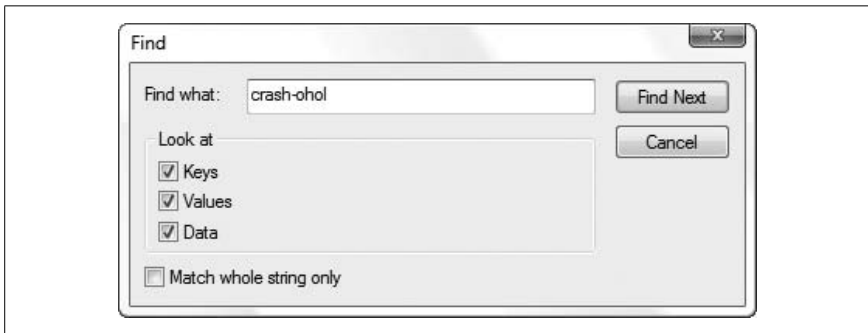 Find
Find what: crash-ohol Find Next
Look at Cancel
Keys
Values
Data
Match whole string only